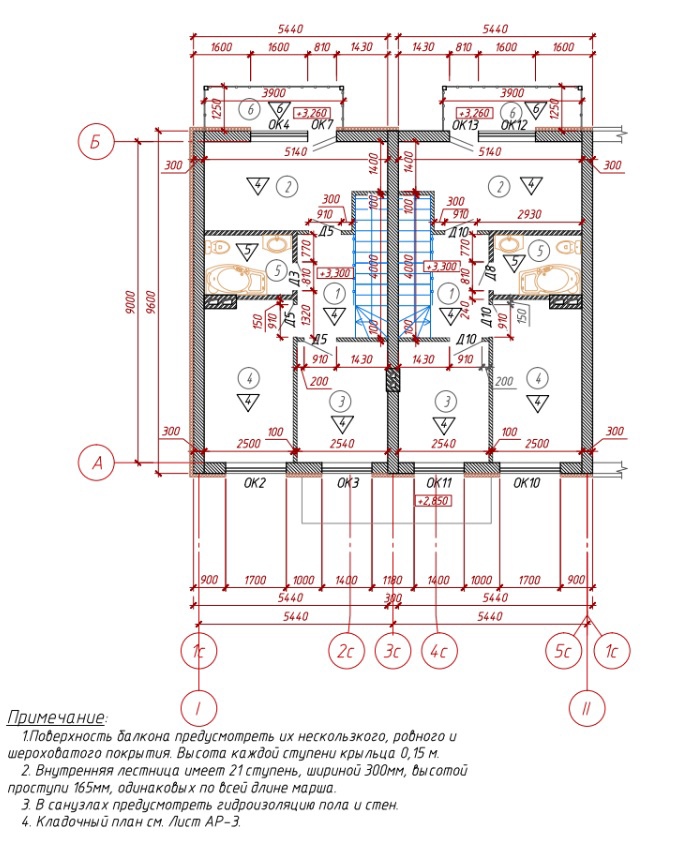 5440 5440
1600 1600 810 1430 1430 810 1600 1600
3900 3900
1250 6 6 +3,260 +3,260 6 6 1250
ОК4 ОК7 ОК13 ОК12
Б
300 5140 1400 1400 5140 300
4 2 2 4
300 100 100 300
910 910 2930
Д5 Д10
5 770 770 5
5 Д3 +3,300 4000 4000 +3,300 Д8 5
810 810
1 1
9000 9600
150 910 Д5 1320 4 4 240 Д10 910 150
100 100
Д5 Д10
910 1430 1430 910
4 200 200 4
4 3 3 4
4 4
300 100 100 300
2500 2540 2540 2500
А
ОК2 ОК3 ОК11 ОК10
+2,850
900 1700 1000 1400 1180 1400 1000 1700 900
5440 300 5440
5440 5440
1с 2с 3с 4с 5с 1с
I II
Примечание:
1.Поверхность балкона предусмотреть их нескользкого, ровного и
шероховатого покрытия. Высота каждой ступени крыльца 0,15 м.
2. Внутренняя лестница имеет 21 ступень, шириной 300мм, высотой
проступи 165мм, одинаковых по всей длине марша.
3. В санузлах предусмотреть гидроизоляцию пола и стен.
4. Кладочный план см. Лист АР-3.